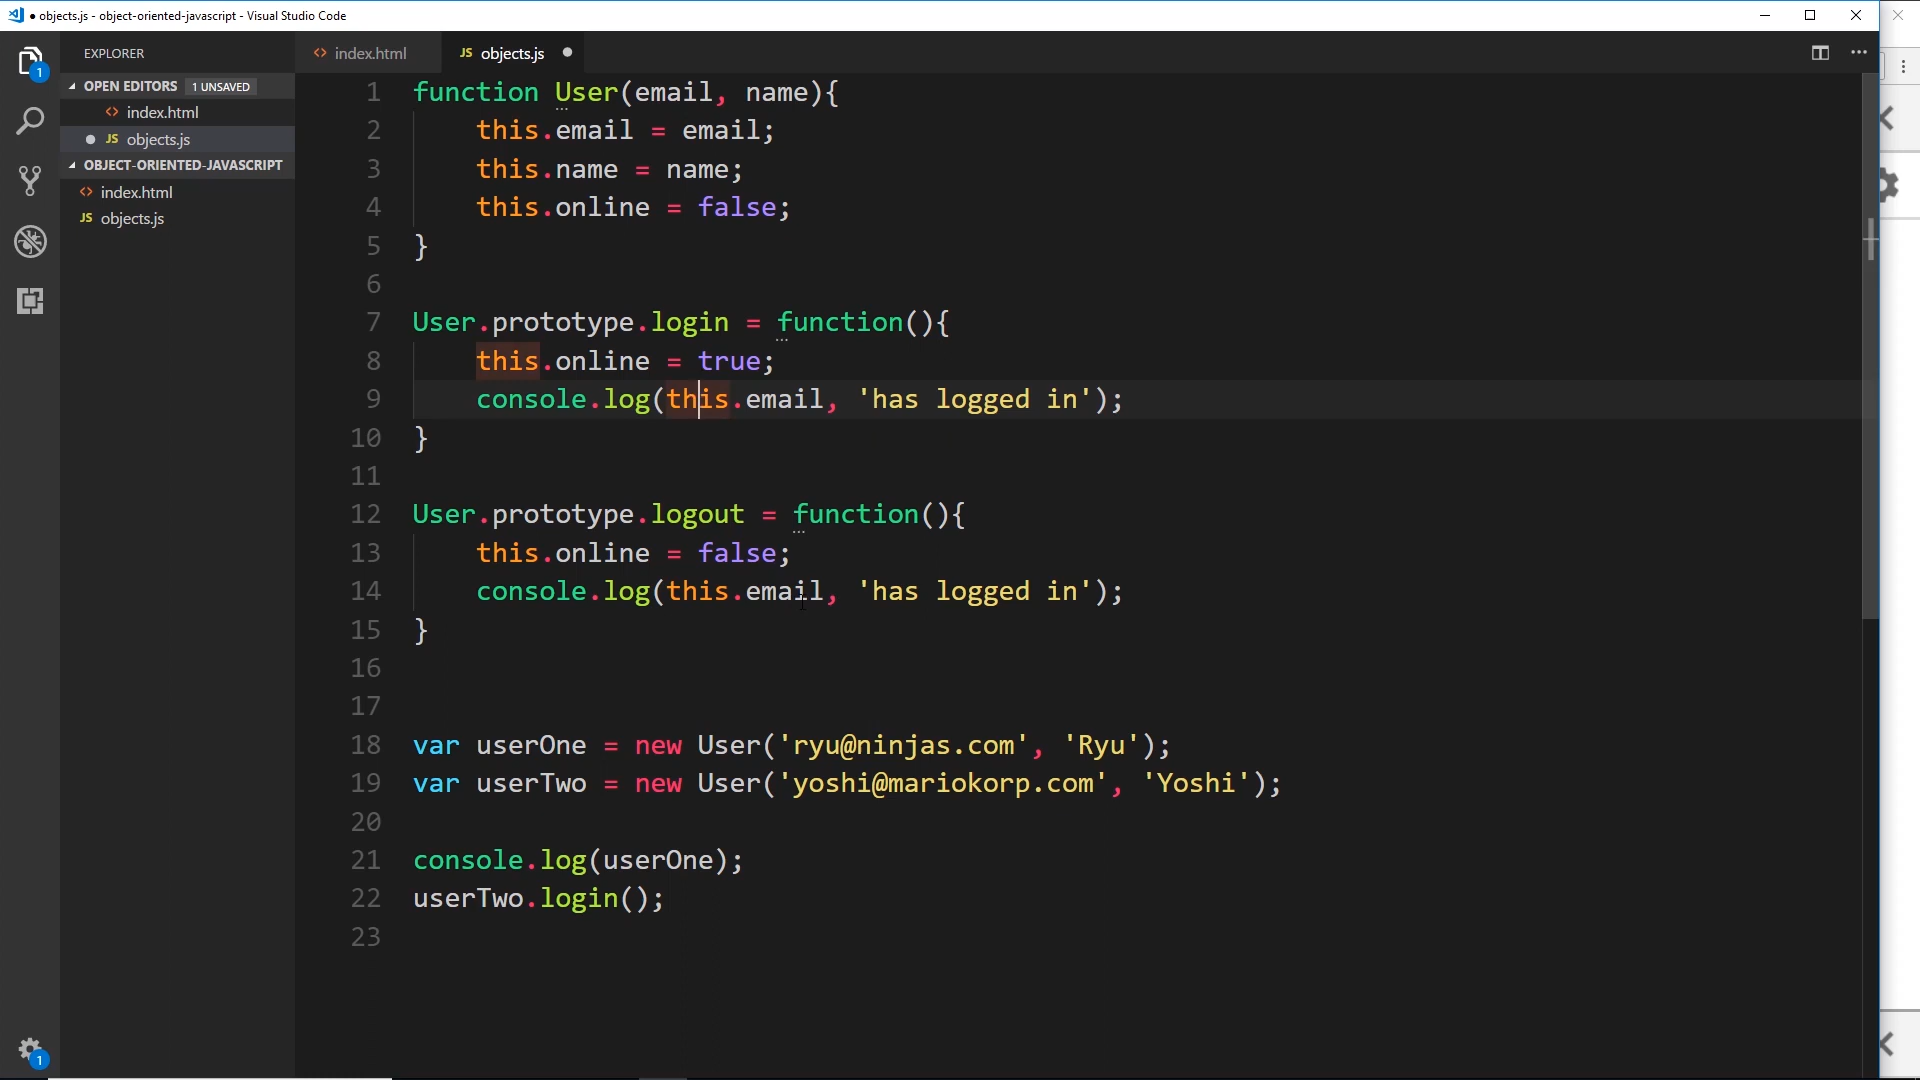 objects.js - object-oriented-javascript - Visual Studio Code
EXPLORER
OPEN EDITORS 1 UNSAVED
<> index.html
JS objects.js
OBJECT-ORIENTED-JAVASCRIPT
<> index.html
JS objects.js
1
1
<> index.html
JS objects.js
1 function User(email, name){
2     this.email = email;
3     this.name = name;
4     this.online = false;
5 }
6
7 User.prototype.login = function(){
8     this.online = true;
9     console.log(this.email, 'has logged in');
10 }
11
12 User.prototype.logout = function(){
13     this.online = false;
14     console.log(this.email, 'has logged in');
15 }
16
17
18 var userOne = new User('ryu@ninjas.com', 'Ryu');
19 var userTwo = new User('yoshi@mariokorp.com', 'Yoshi');
20
21 console.log(userOne);
22 userTwo.login();
23